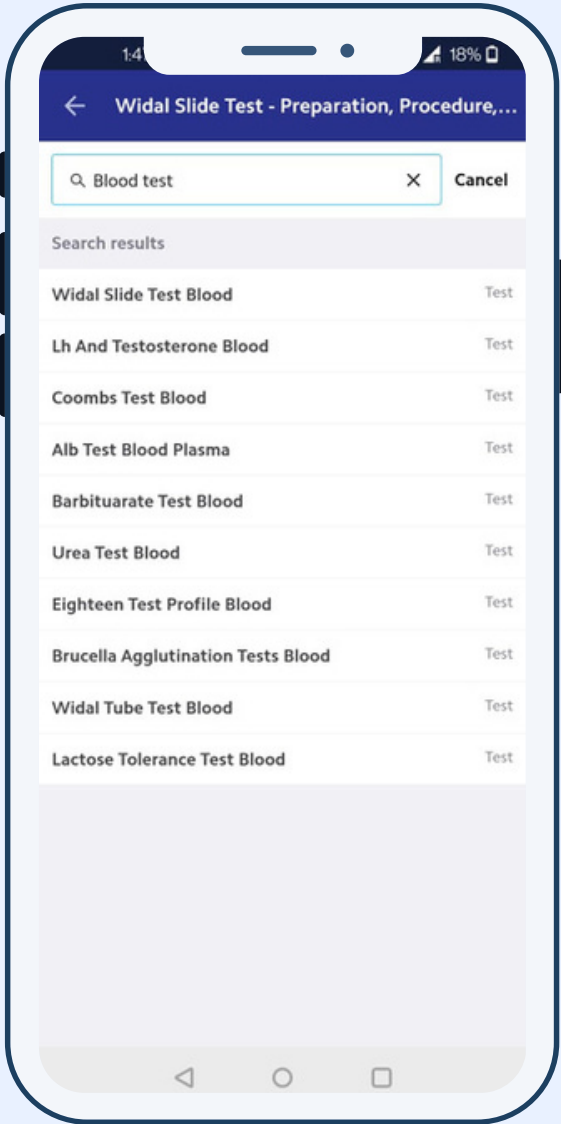 18%
Widal Slide Test - Preparation, Procedure,...
Blood test
Cancel
Search results
Widal Slide Test Blood Test
Lh And Testosterone Blood Test
Coombs Test Blood Test
Alb Test Blood Plasma Test
Barbituarate Test Blood Test
Urea Test Blood Test
Eighteen Test Profile Blood Test
Brucella Agglutination Tests Blood Test
Widal Tube Test Blood Test
Lactose Tolerance Test Blood Test